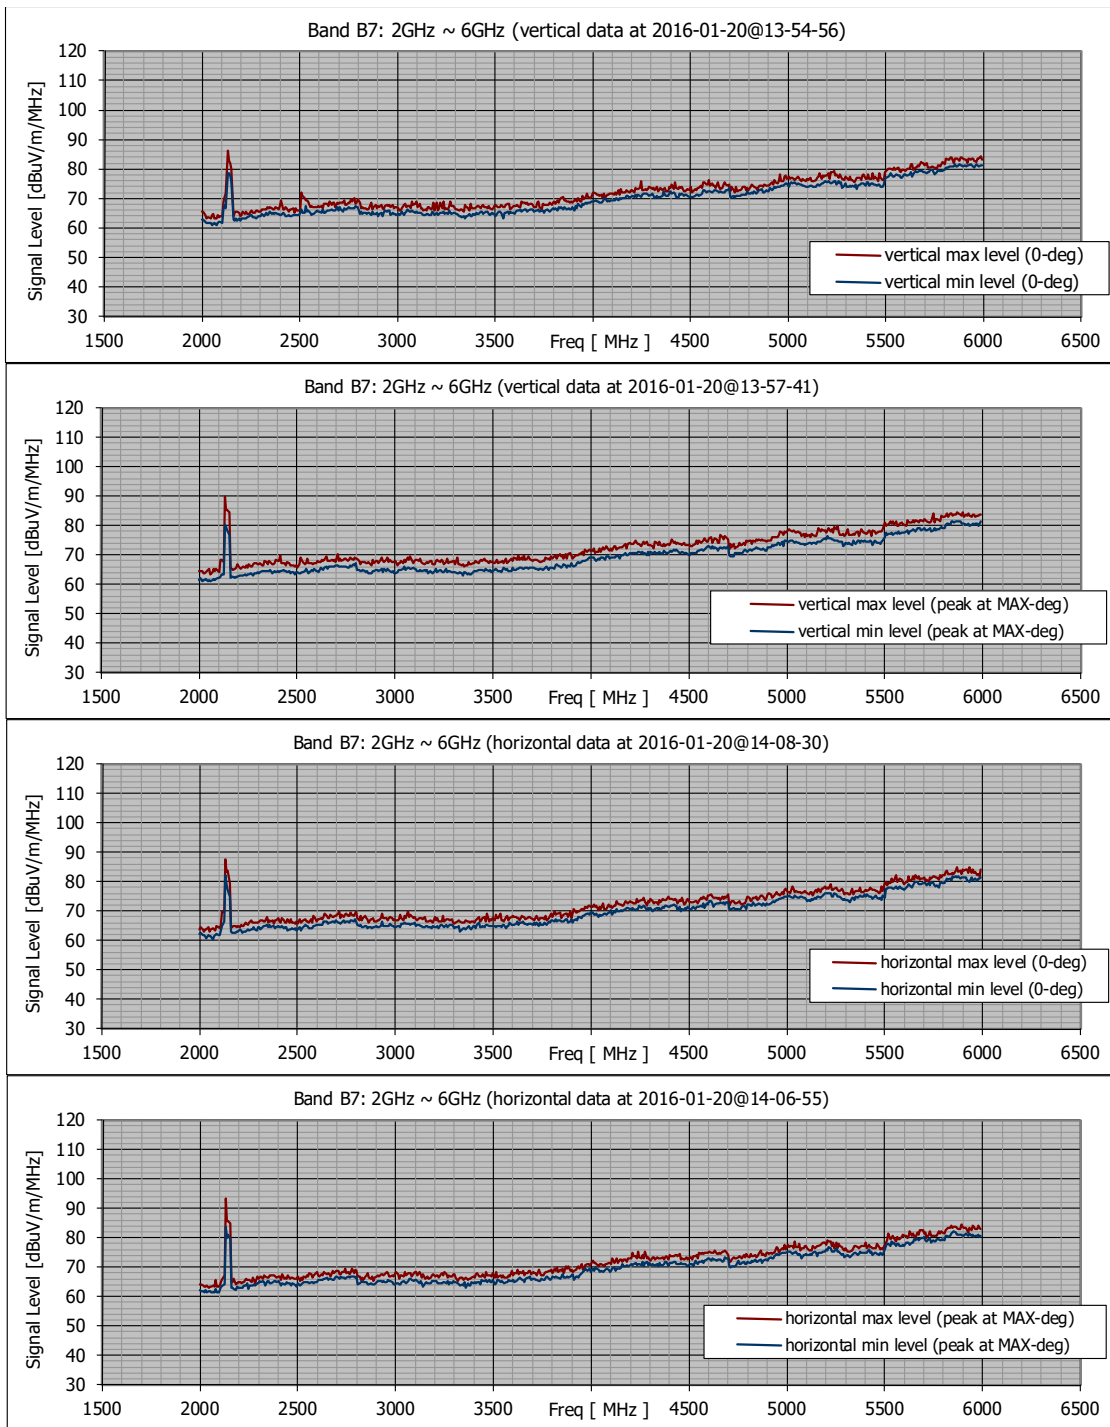 Band B7: 2GHz ~ 6GHz (vertical data at 2016-01-20@13-54-56)
120
110
100
90
80
70
60
50
40
30
Signal Level [dBuV/m/MHz]
vertical max level (0-deg)
vertical min level (0-deg)
1500 2000 2500 3000 3500 Freq [ MHz ] 4500 5000 5500 6000 6500
Band B7: 2GHz ~ 6GHz (vertical data at 2016-01-20@13-57-41)
120
110
100
90
80
70
60
50
40
30
Signal Level [dBuV/m/MHz]
vertical max level (peak at MAX-deg)
vertical min level (peak at MAX-deg)
1500 2000 2500 3000 3500 Freq [ MHz ] 4500 5000 5500 6000 6500
Band B7: 2GHz ~ 6GHz (horizontal data at 2016-01-20@14-08-30)
120
110
100
90
80
70
60
50
40
30
Signal Level [dBuV/m/MHz]
horizontal max level (0-deg)
horizontal min level (0-deg)
1500 2000 2500 3000 3500 Freq [ MHz ] 4500 5000 5500 6000 6500
Band B7: 2GHz ~ 6GHz (horizontal data at 2016-01-20@14-06-55)
120
110
100
90
80
70
60
50
40
30
Signal Level [dBuV/m/MHz]
horizontal max level (peak at MAX-deg)
horizontal min level (peak at MAX-deg)
1500 2000 2500 3000 3500 Freq [ MHz ] 4500 5000 5500 6000 6500